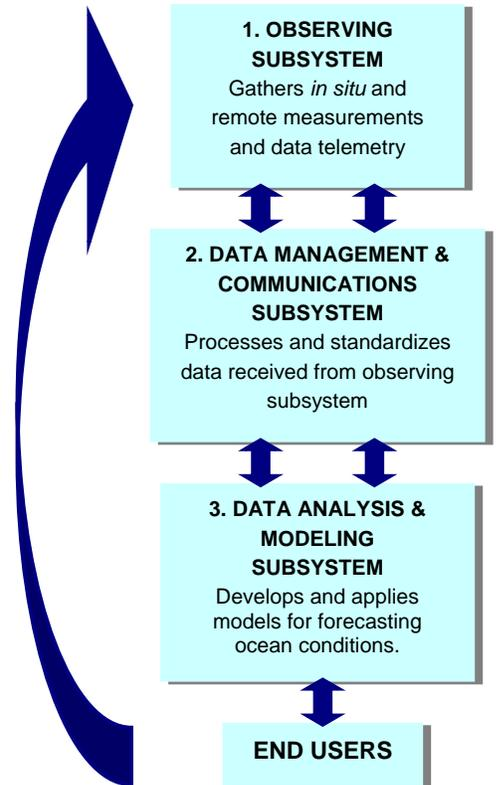 1. OBSERVING
SUBSYSTEM
Gathers in situ and
remote measurements
and data telemetry
2. DATA MANAGEMENT &
COMMUNICATIONS
SUBSYSTEM
Processes and standardizes
data received from observing
subsystem
3. DATA ANALYSIS &
MODELING
SUBSYSTEM
Develops and applies
models for forecasting
ocean conditions.
END USERS